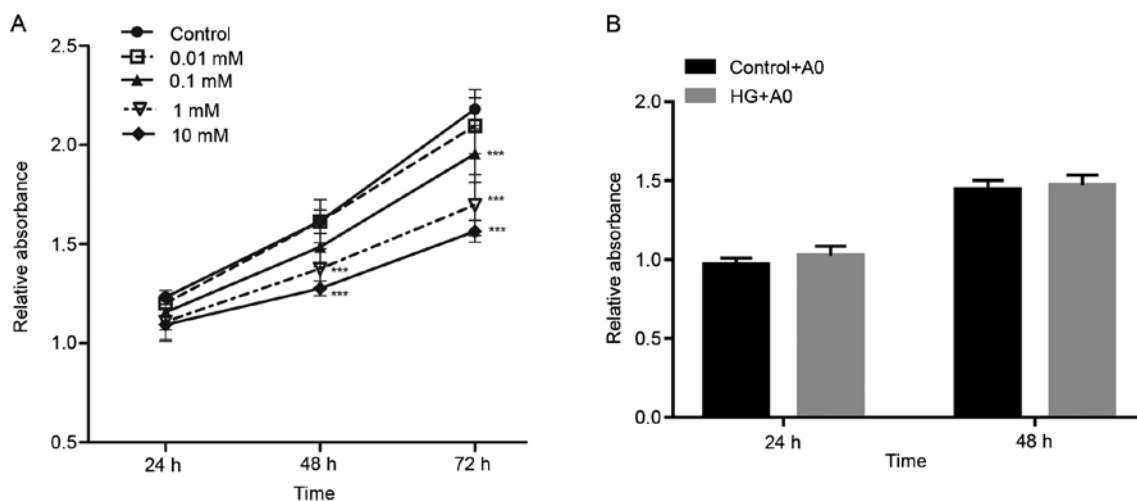 A
Control
0.01 mM
0.1 mM
1 mM
10 mM
2.5
2.0
1.5
1.0
0.5
Relative absorbance
***
***
***
***
***
24 h
48 h
72 h
Time
B
Control+A0
HG+A0
2.0
1.5
1.0
0.5
0.0
Relative absorbance
24 h
48 h
Time